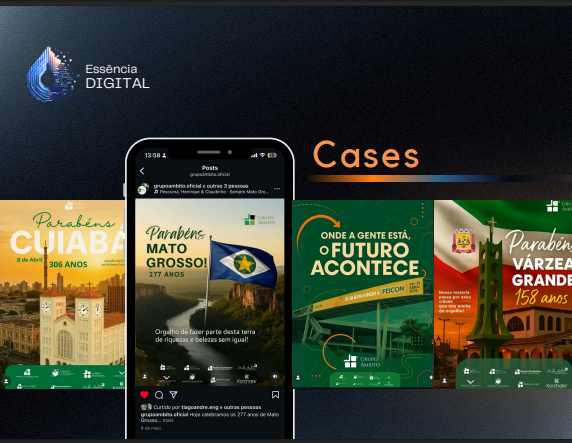 Essência
DIGITAL
Cases
13:58
Posts
grupoambito.oficial
grupoambito.oficial e outras 3 pessoas
Pescuma, Henrique & Claudinho · Sempre Mato Gro...
Parabéns
CUIABÁ
8 de Abril
306 ANOS
GRUPO
ÂMBITO
Parabéns
MATO
GROSSO!
277 ANOS
Orgulho de fazer parte desta terra
de riquezas e belezas sem igual!
Karchoks
Curtido por tiagoandre.eng e outras pessoas
grupoambito.oficial Hoje celebramos os 277 anos de Mato
Grosso... mais
9 de maio
ONDE A GENTE ESTÁ,
O FUTURO
ACONTECE
FEICON
GRUPO
ÂMBITO
Parabéns
VÁRZEA
GRANDE
158 anos
Nossa história
passa por essa
cidade
que nos enche
de orgulho!